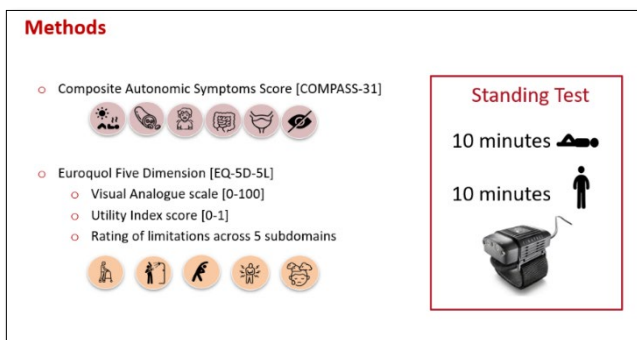 Methods
Composite Autonomic Symptoms Score [COMPASS-31]
Euroquol Five Dimension [EQ-5D-5L]
Visual Analogue scale [0-100]
Utility Index score [0-1]
Rating of limitations across 5 subdomains
Standing Test
10 minutes
10 minutes